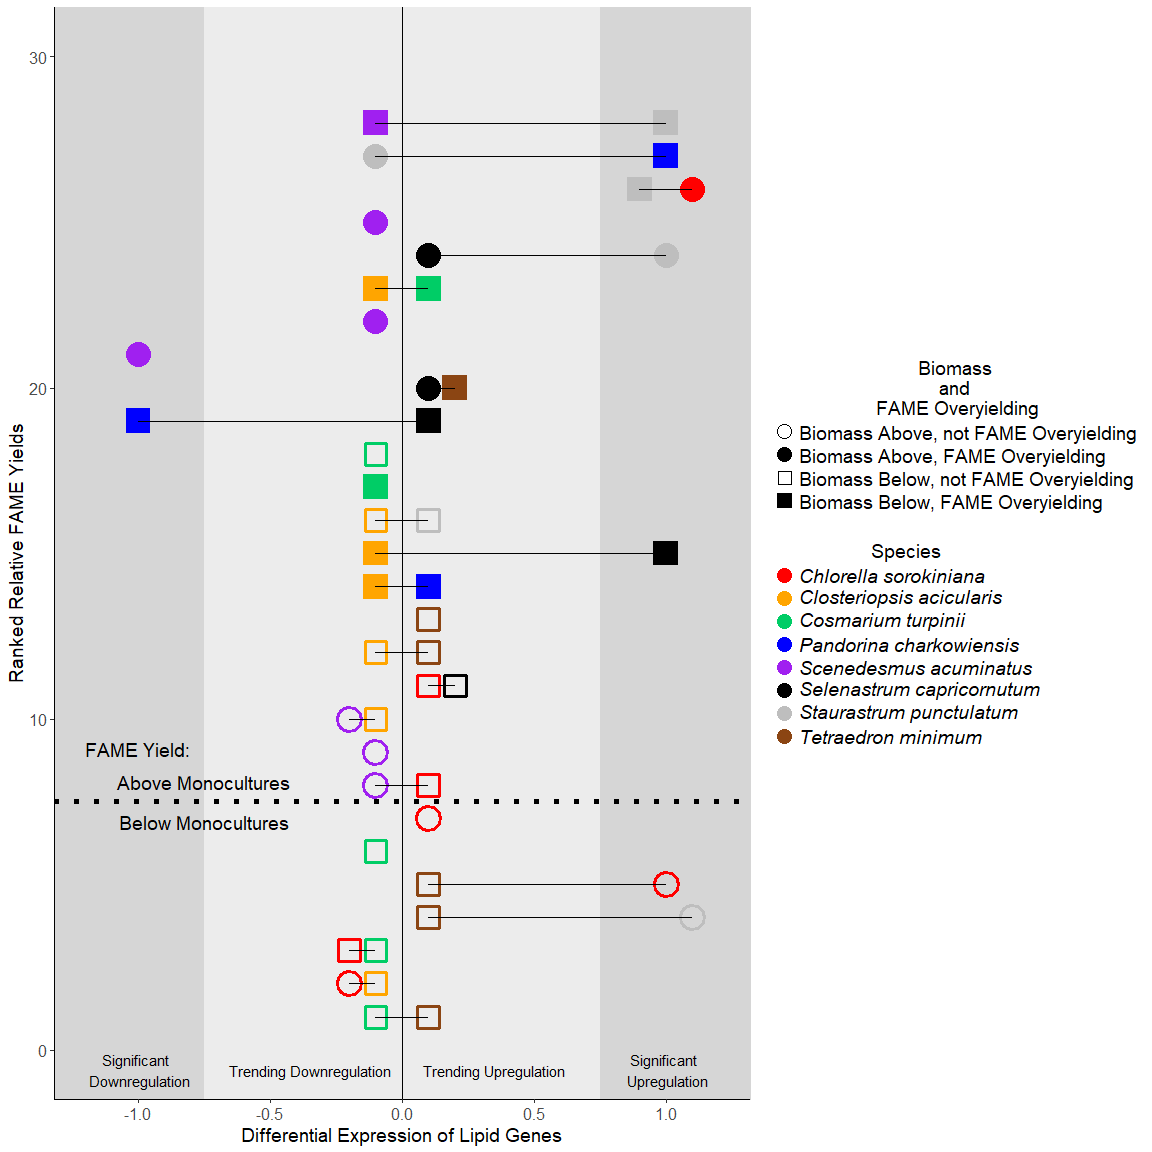 30
20
10
0
Ranked Relative FAME Yields
FAME Yield:
Above Monocultures
Below Monocultures
Significant
Downregulation
Trending Downregulation
Trending Upregulation
Significant
Upregulation
-1.0
-0.5
0.0
0.5
1.0
Differential Expression of Lipid Genes
Biomass
and
FAME Overyielding
Biomass Above, not FAME Overyielding
Biomass Above, FAME Overyielding
Biomass Below, not FAME Overyielding
Biomass Below, FAME Overyielding
Species
Chlorella sorokiniana
Closteriopsis acicularis
Cosmarium turpinii
Pandorina charkowiensis
Scenedesmus acuminatus
Selenastrum capricornutum
Staurastrum punctulatum
Tetraedron minimum